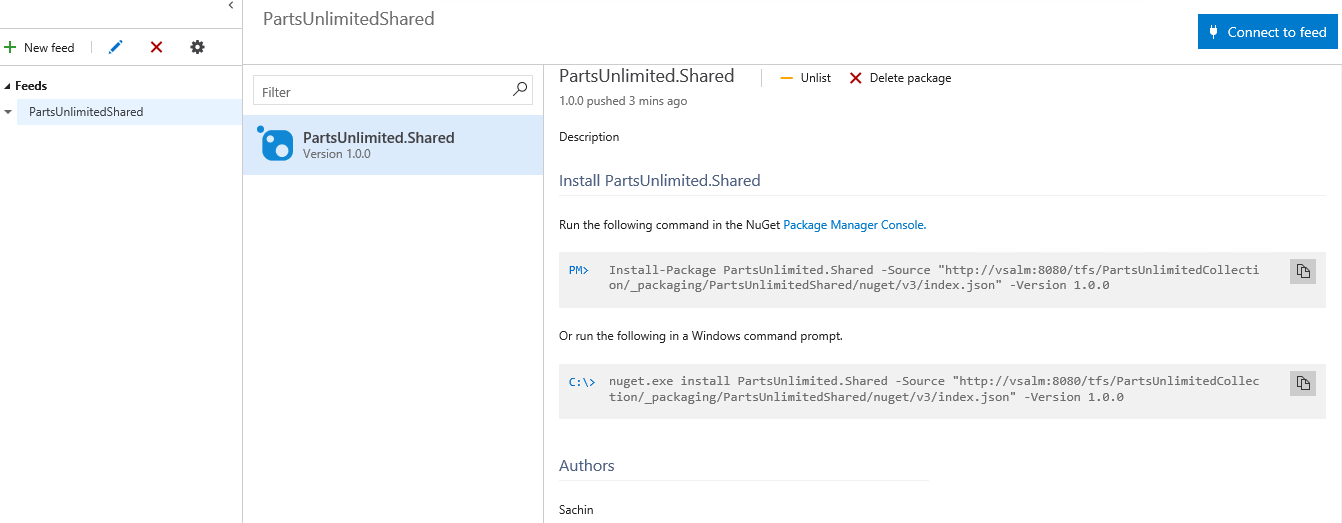 PartsUnlimitedShared
Connect to feed
New feed
Feeds
PartsUnlimitedShared
Filter
PartsUnlimited.Shared
Version 1.0.0
PartsUnlimited.Shared
Unlist
Delete package
1.0.0 pushed 3 mins ago
Description
Install PartsUnlimited.Shared
Run the following command in the NuGet Package Manager Console.
PM> Install-Package PartsUnlimited.Shared -Source "http://vsalm:8080/tfs/PartsUnlimitedCollecti
on/_packaging/PartsUnlimitedShared/nuget/v3/index.json" -Version 1.0.0
Or run the following in a Windows command prompt.
C:\> nuget.exe install PartsUnlimited.Shared -Source "http://vsalm:8080/tfs/PartsUnlimitedCollec
tion/_packaging/PartsUnlimitedShared/nuget/v3/index.json" -Version 1.0.0
Authors
Sachin